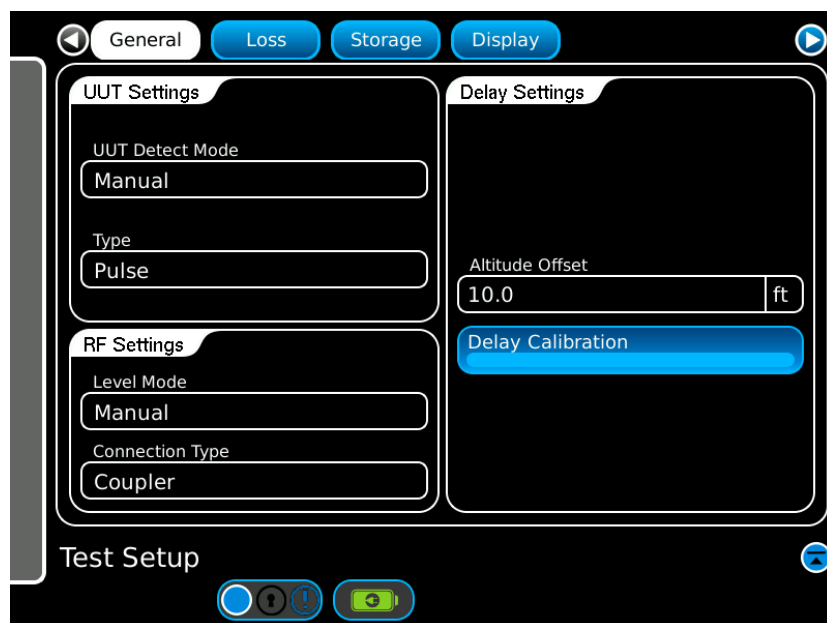 General Loss Storage Display
UUT Settings
UUT Detect Mode
Manual
Type
Pulse
RF Settings
Level Mode
Manual
Connection Type
Coupler
Delay Settings
Altitude Offset
10.0 ft
Delay Calibration
Test Setup